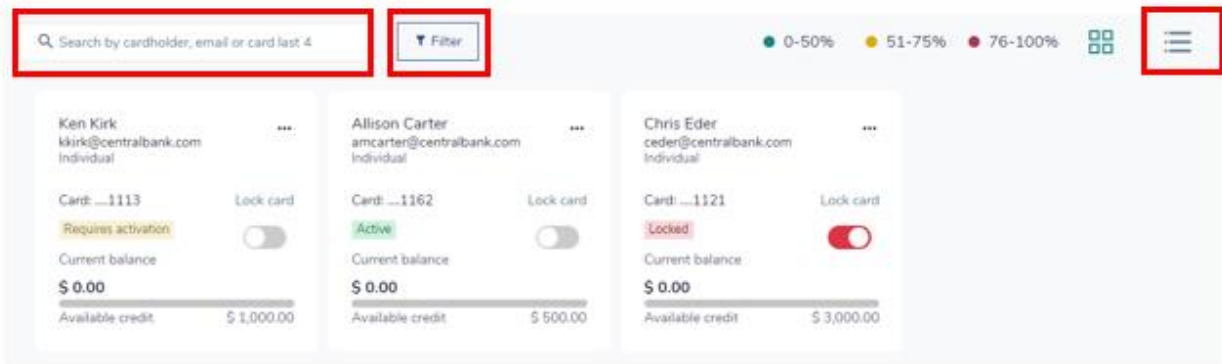 Search by cardholder, email or card last 4
Filter
0-50%
51-75%
76-100%
Ken Kirk
kkirk@centralbank.com
Individual
Card: ....1113
Lock card
Requires activation
Current balance
$ 0.00
Available credit
$ 1,000.00
Allison Carter
amcarter@centralbank.com
Individual
Card: ....1162
Lock card
Active
Current balance
$ 0.00
Available credit
$ 500.00
Chris Eder
ceder@centralbank.com
Individual
Card: ....1121
Lock card
Locked
Current balance
$ 0.00
Available credit
$ 3,000.00